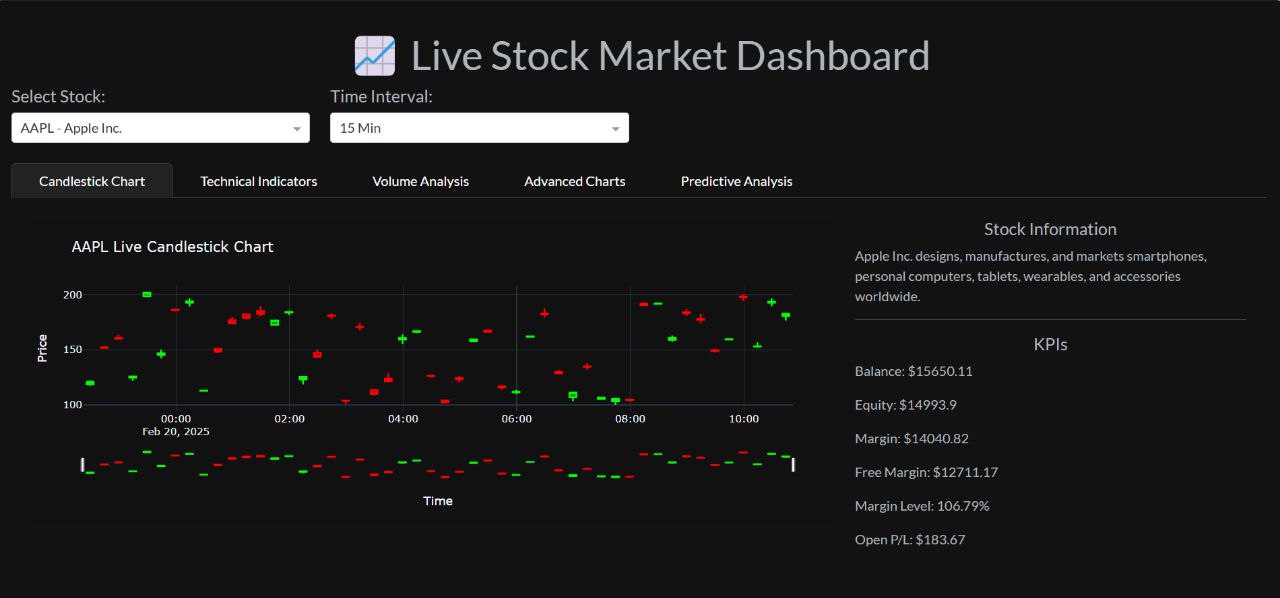 Live Stock Market Dashboard
Select Stock:
Time Interval:
AAPL - Apple Inc.
15 Min
Candlestick Chart
Technical Indicators
Volume Analysis
Advanced Charts
Predictive Analysis
AAPL Live Candlestick Chart
Price
200
150
100
00:00
Feb 20, 2025
02:00
04:00
06:00
08:00
10:00
Time
Stock Information
Apple Inc. designs, manufactures, and markets smartphones,
personal computers, tablets, wearables, and accessories
worldwide.
KPIs
Balance: $15650.11
Equity: $14993.9
Margin: $14040.82
Free Margin: $12711.17
Margin Level: 106.79%
Open P/L: $183.67